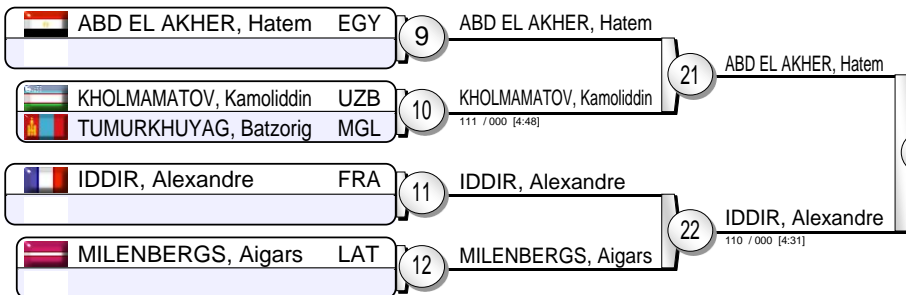 ABD EL AKHER, Hatem EGY
9
ABD EL AKHER, Hatem
21
ABD EL AKHER, Hatem
KHOLMAMATOV, Kamoliddin UZB
TUMURKHUYAG, Batzorig MGL
10
KHOLMAMATOV, Kamoliddin
111 / 000 [4:48]
IDDIR, Alexandre FRA
11
IDDIR, Alexandre
22
IDDIR, Alexandre
110 / 000 [4:31]
MILENBERGS, Aigars LAT
12
MILENBERGS, Aigars